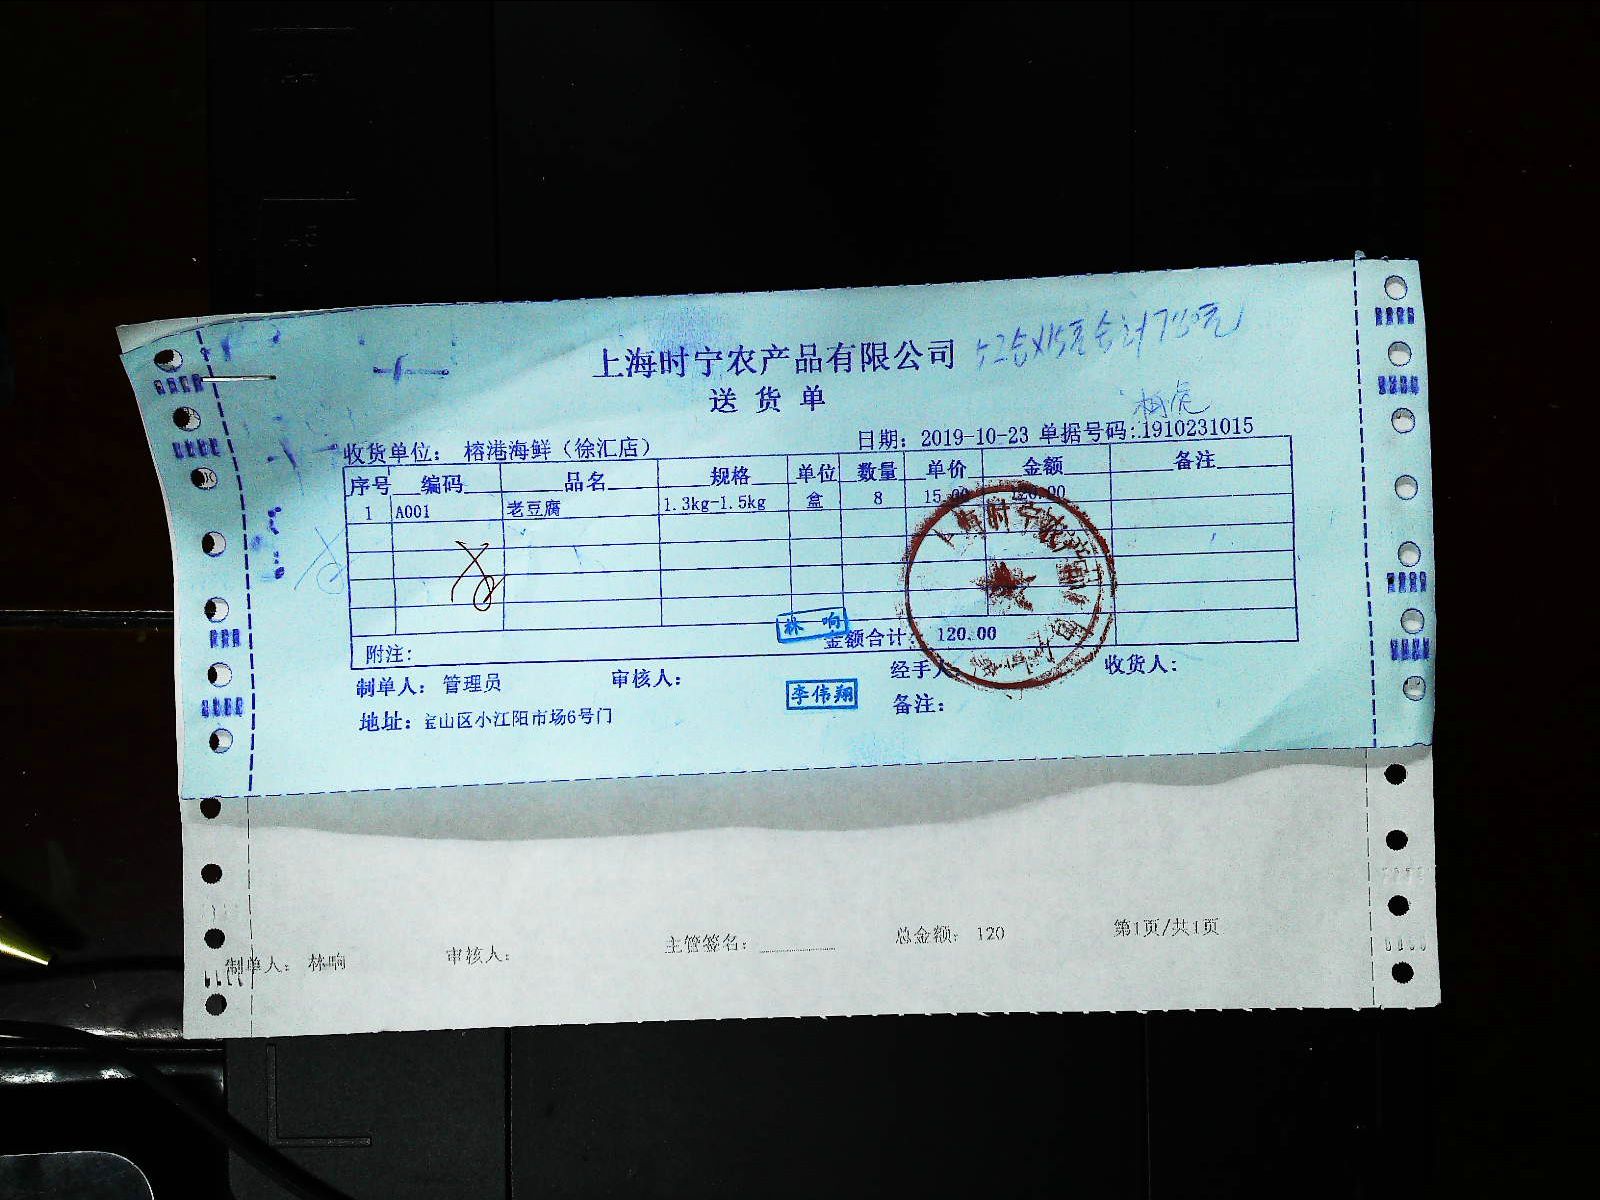 上海时宁农产品有限公司
送货单
收货单位： 榕港海鲜（徐汇店）
日期： 2019-10-23 单据号码：1910231015
序号 编码 品名 规格 单位 数量 单价 金额 备注
1 A001 老豆腐 1.3kg-1.5kg 盒 8 15.00 120.00
林响
附注： 金额合计： 120.00
制单人： 管理员 审核人： 经手人： 收货人：
李伟翔
地址：宝山区小江阳市场6号门 备注：
制单人： 林响 审核人： 主管签名： 总金额： 120 第1页/共1页